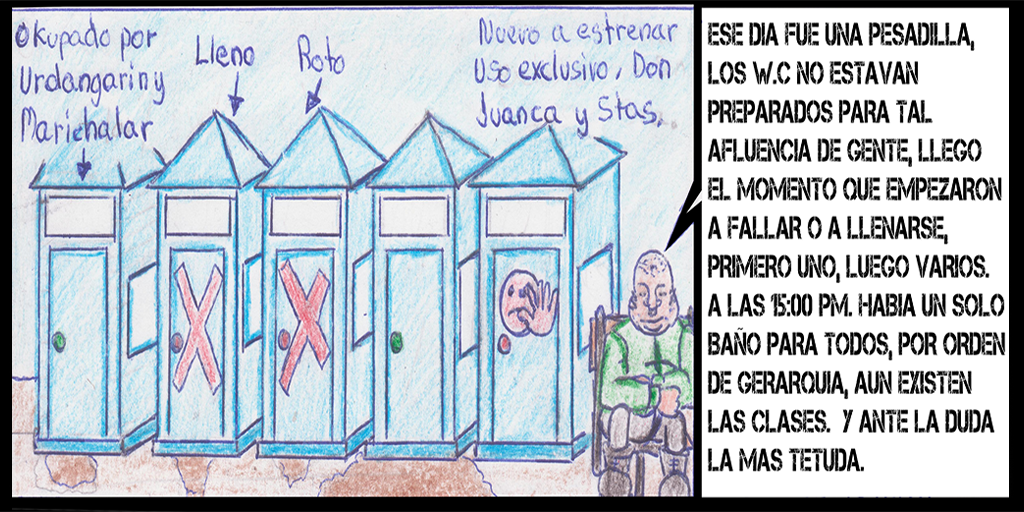 Okupado por
Urdangarin y
Marichalar
Lleno
Roto
Nuevo a estrenar
Uso exclusivo, Don
Juanca y Stas,..
ESE DIA FUE UNA PESADILLA,
LOS W.C NO ESTAVAN
PREPARADOS PARA TAL
AFLUENCIA DE GENTE, LLEGO
EL MOMENTO QUE EMPEZARON
A FALLAR O A LLENARSE,
PRIMERO UNO, LUEGO VARIOS.
A LAS 15:00 PM. HABIA UN SOLO
BAÑO PARA TODOS, POR ORDEN
DE GERARQUIA, AUN EXISTEN
LAS CLASES. Y ANTE LA DUDA
LA MAS TETUDA.